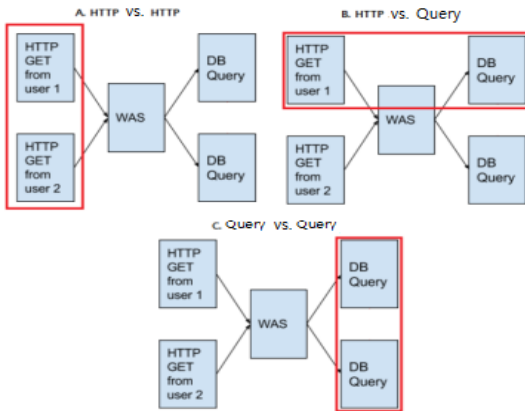 A. HTTP vs. HTTP
HTTP
GET
from
user 1
HTTP
GET
from
user 2
WAS
DB
Query
DB
Query
B. HTTP vs. Query
HTTP
GET
from
user 1
HTTP
GET
from
user 2
WAS
DB
Query
DB
Query
C. Query vs. Query
HTTP
GET
from
user 1
HTTP
GET
from
user 2
WAS
DB
Query
DB
Query